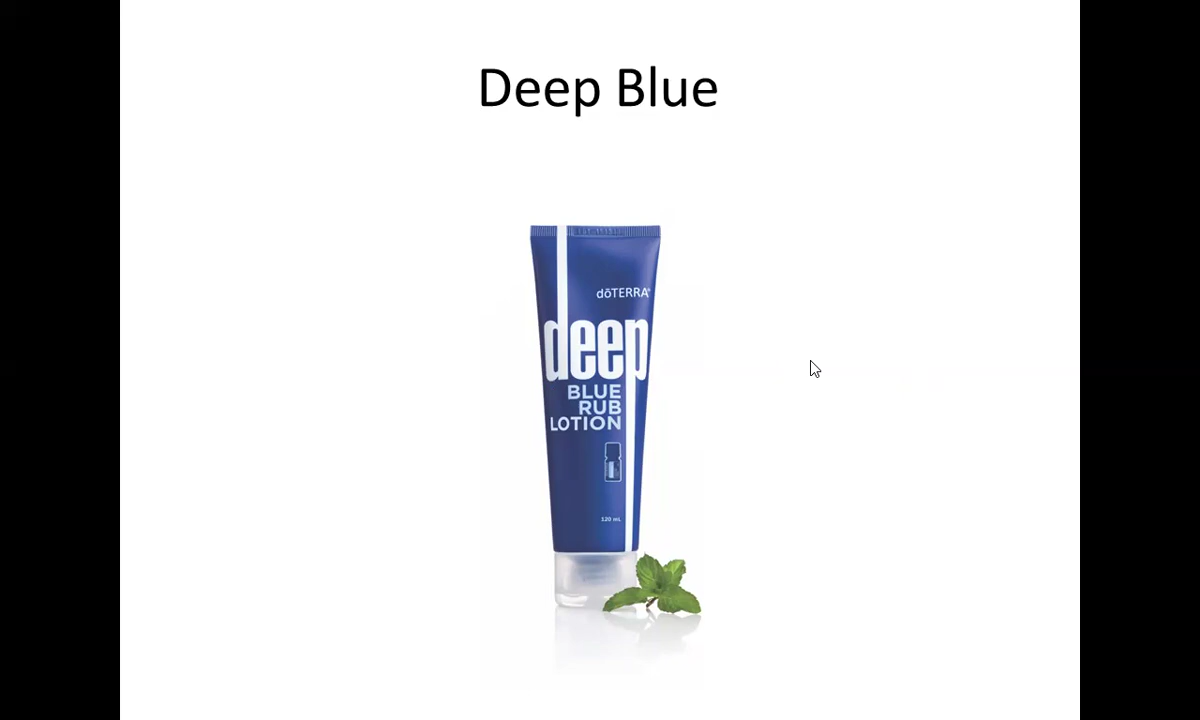 Deep Blue
dōTERRA®
deep
BLUE
RUB
LOTION
120 mL